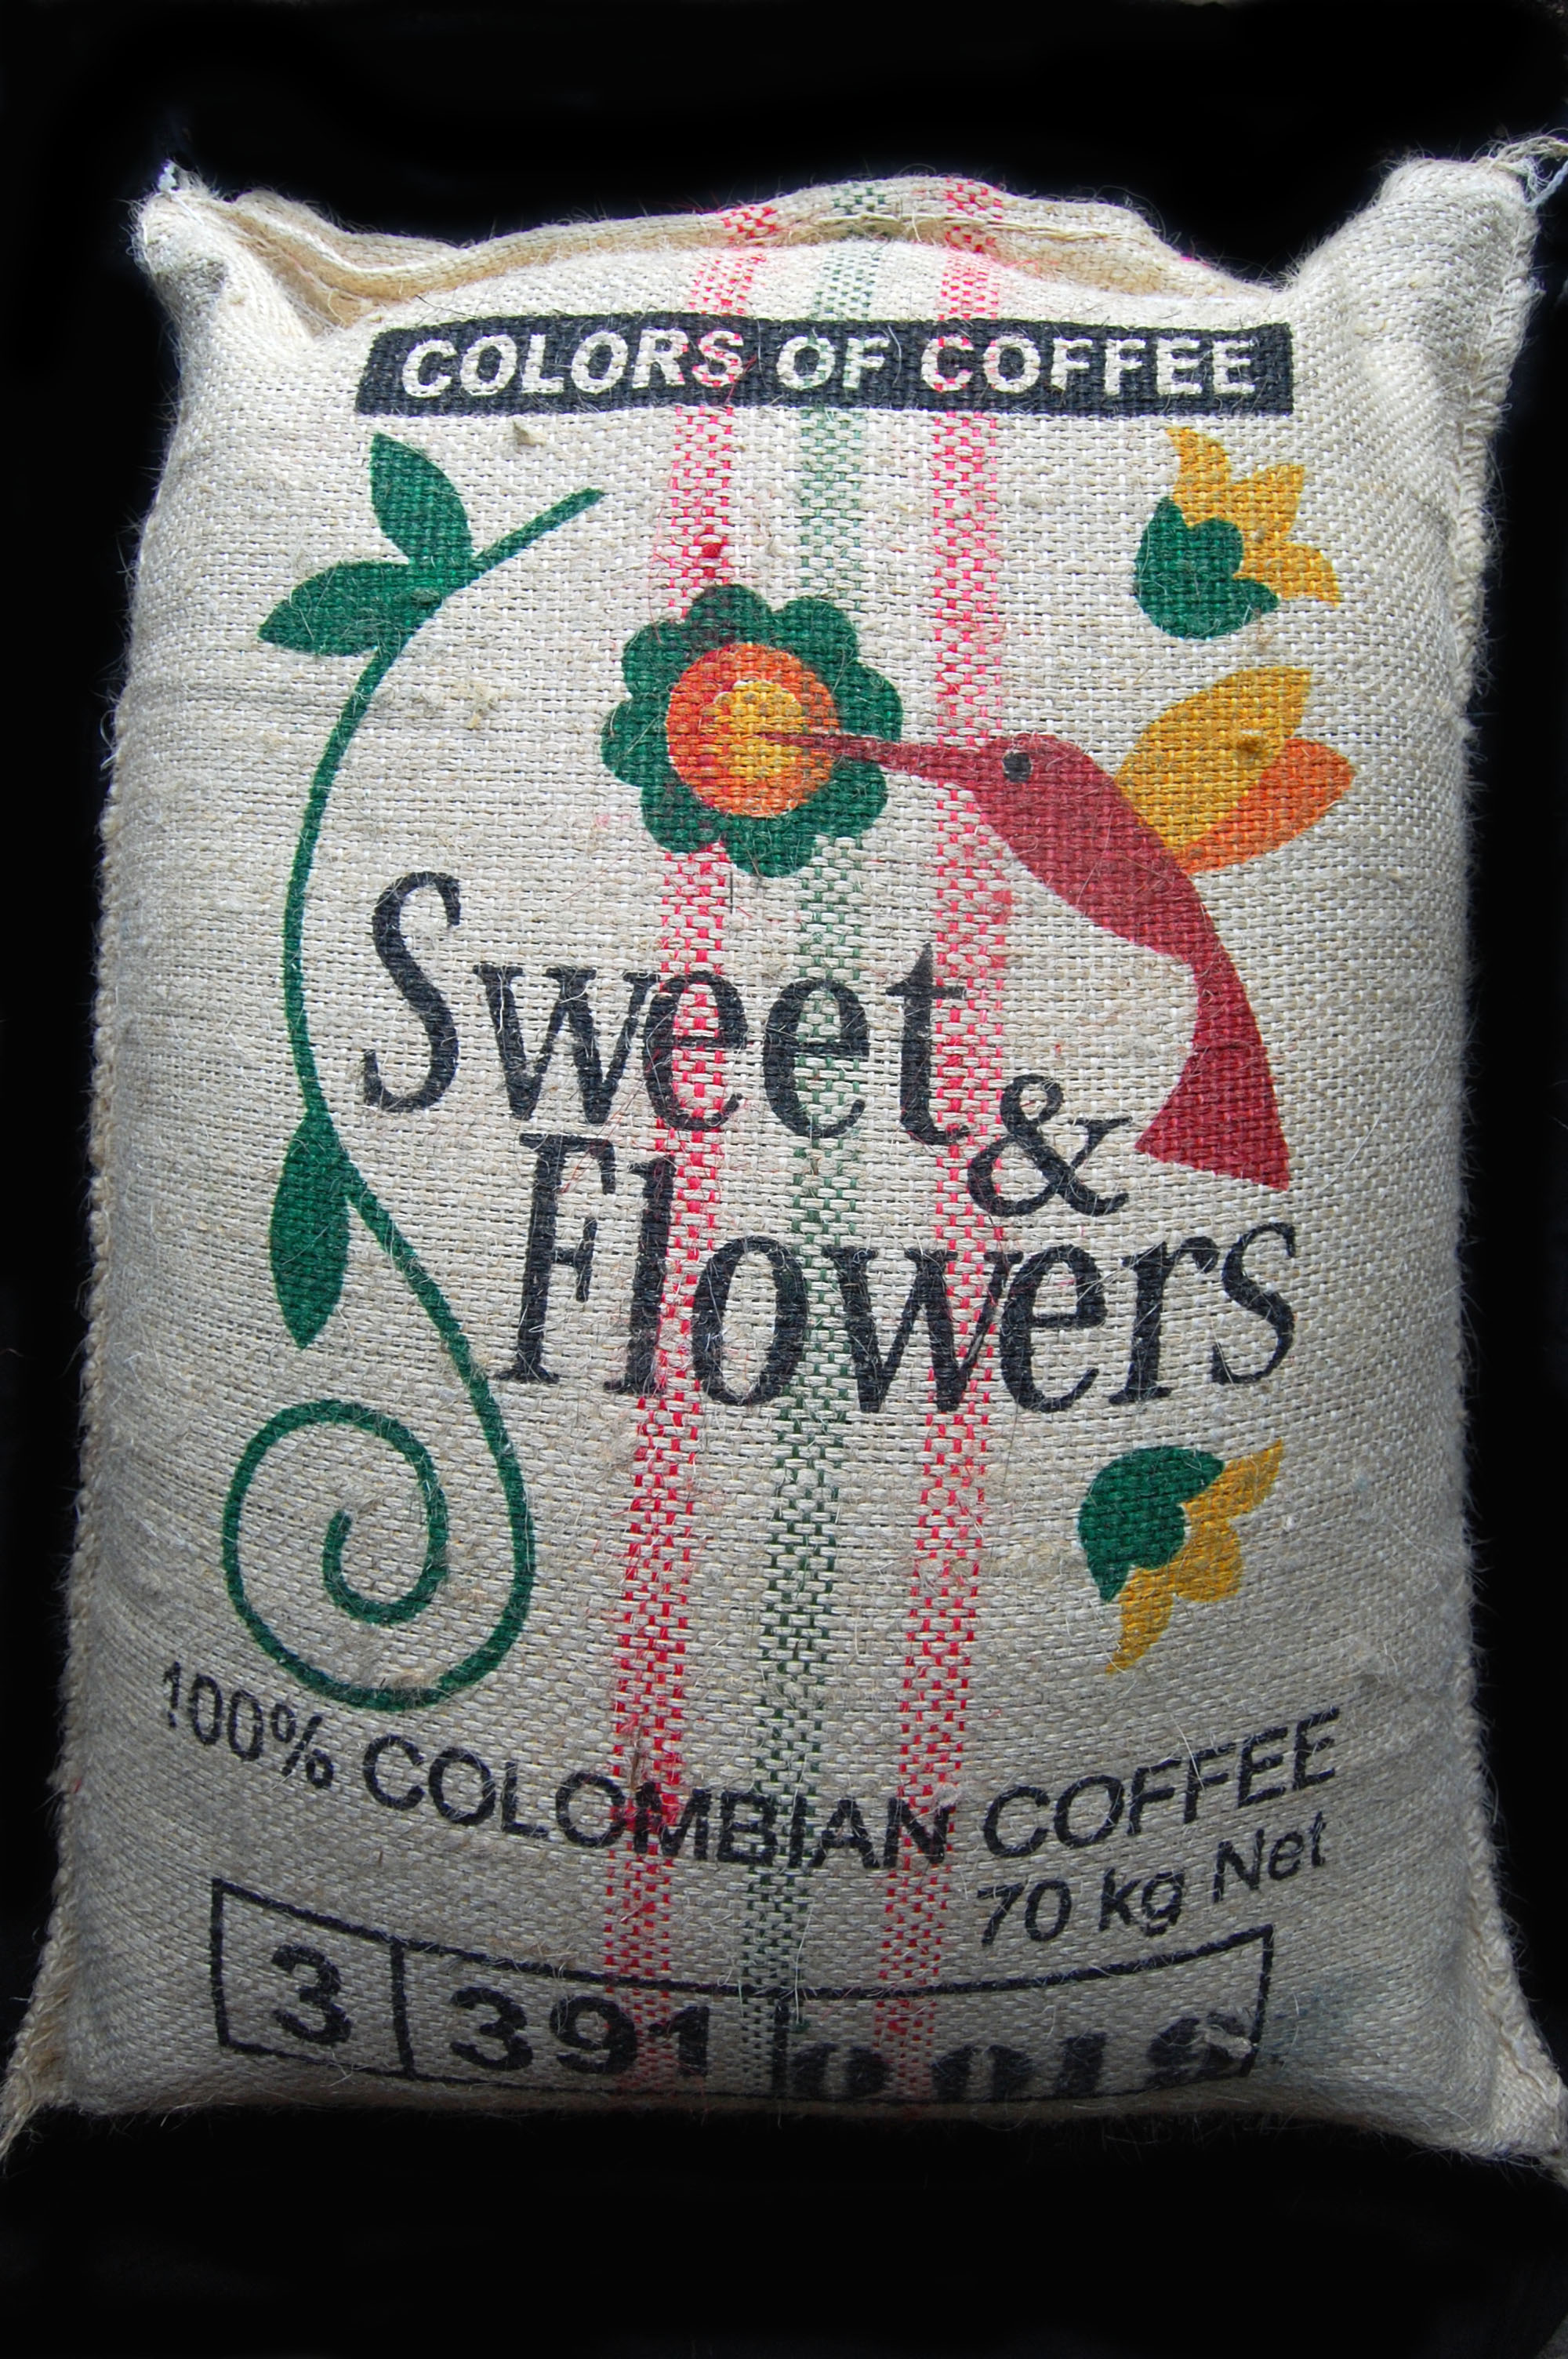 COLORS OF COFFEE
Sweet &
Flowers
100% COLOMBIAN COFFEE
70 kg Net
3 391